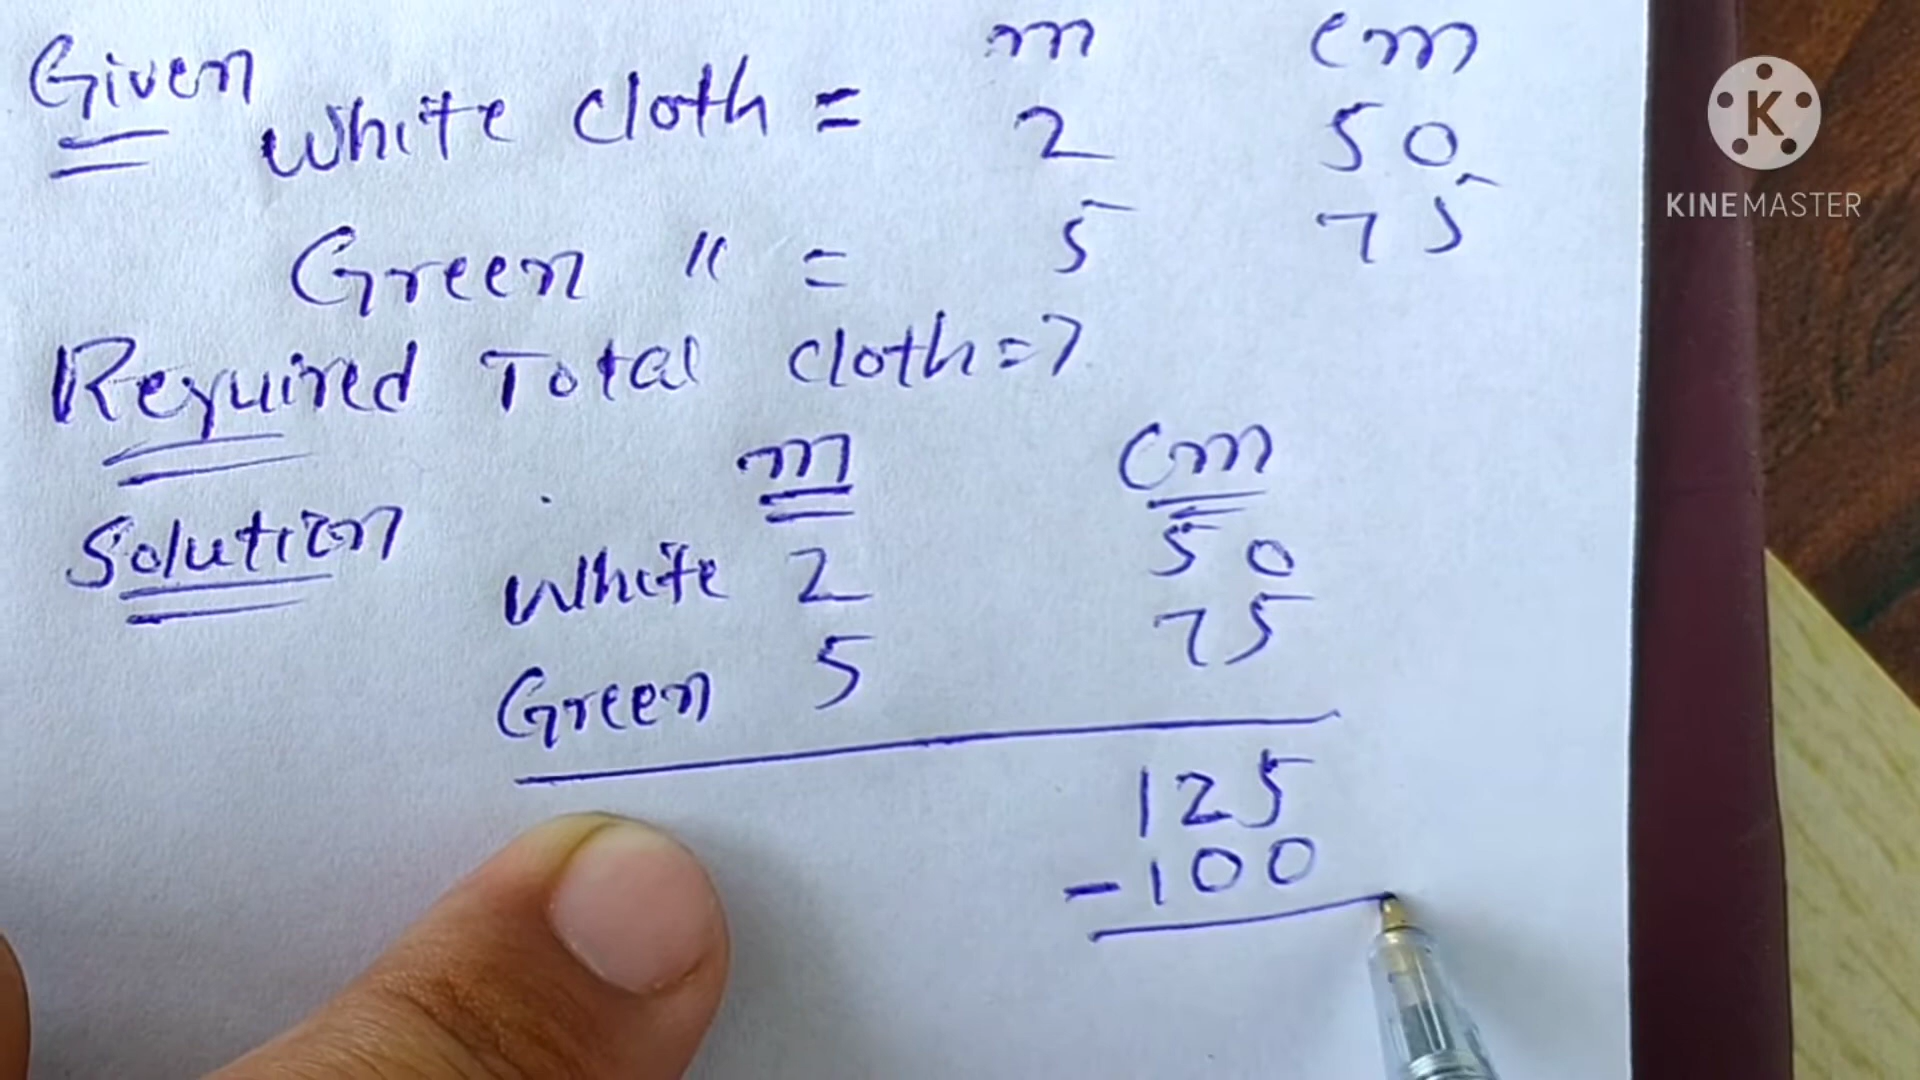 Given m cm
White cloth = 2 50
Green " = 5 75
Required Total cloth=?
Solution m cm
White 2 50
Green 5 75
125
-100
K
KINEMASTER